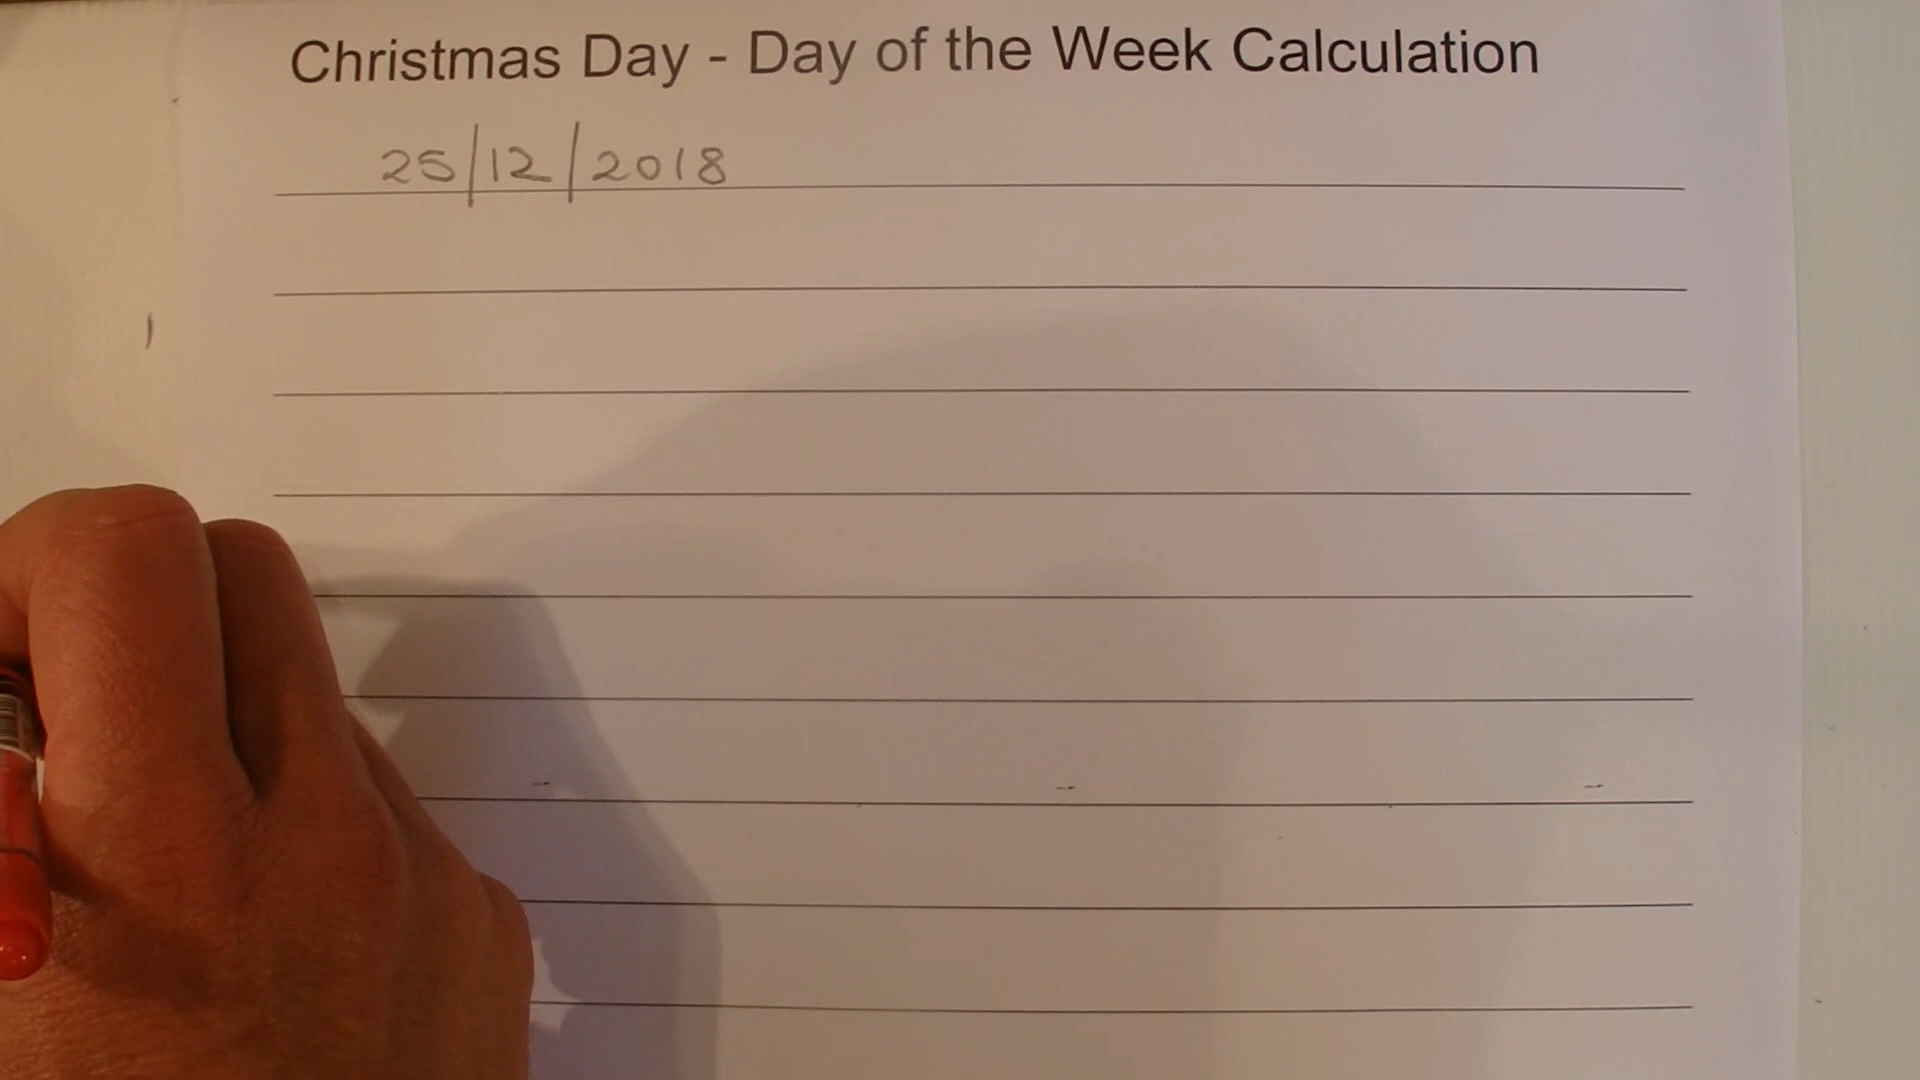 Christmas Day - Day of the Week Calculation
25/12/2018